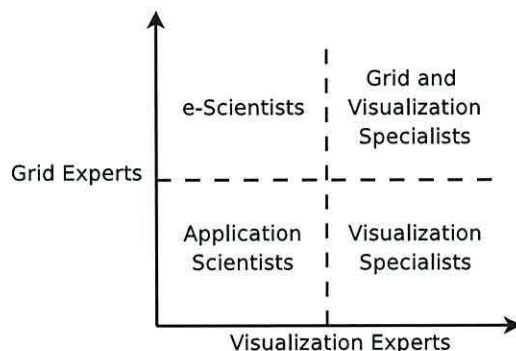 e-Scientists
Grid and
Visualization
Specialists
Grid Experts
Application
Scientists
Visualization
Specialists
Visualization Experts